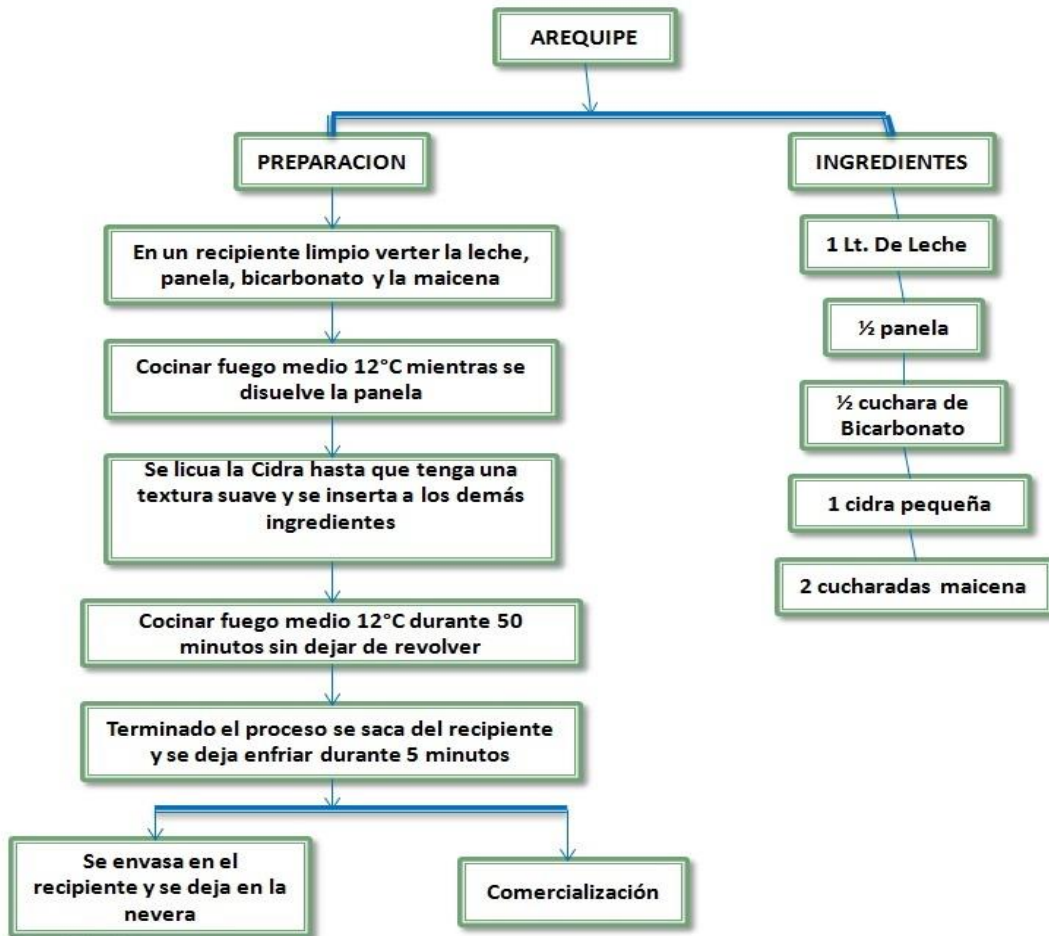 AREQUIPE
PREPARACION
En un recipiente limpio verter la leche,
panela, bicarbonato y la maicena
Cocinar fuego medio 12°C mientras se
disuelve la panela
Se licua la Cidra hasta que tenga una
textura suave y se inserta a los demás
ingredientes
Cocinar fuego medio 12°C durante 50
minutos sin dejar de revolver
Terminado el proceso se saca del recipiente
y se deja enfriar durante 5 minutos
Se envasa en el
recipiente y se deja en la
nevera
Comercialización
INGREDIENTES
1 Lt. De Leche
½ panela
½ cuchara de
Bicarbonato
1 cidra pequeña
2 cucharadas maicena